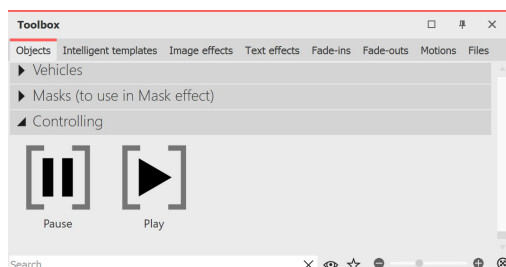 Toolbox
Objects Intelligent templates Image effects Text effects Fade-ins Fade-outs Motions Files
Vehicles
Masks (to use in Mask effect)
Controlling
Pause Play
Search